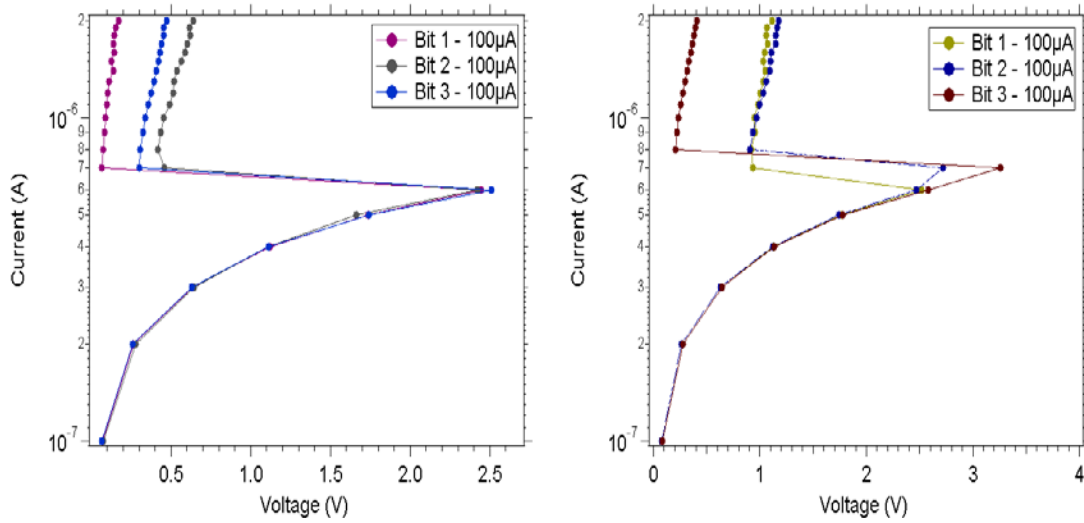 Bit 1 - 100µA
Bit 2 - 100µA
Bit 3 - 100µA
2
10⁻⁶
9
8
7
6
5
4
3
2
10⁻⁷
Current (A)
0.5 1.0 1.5 2.0 2.5
Voltage (V)
Bit 1 - 100µA
Bit 2 - 100µA
Bit 3 - 100µA
2
10⁻⁶
9
8
7
6
5
4
3
2
10⁻⁷
Current (A)
0 1 2 3 4
Voltage (V)